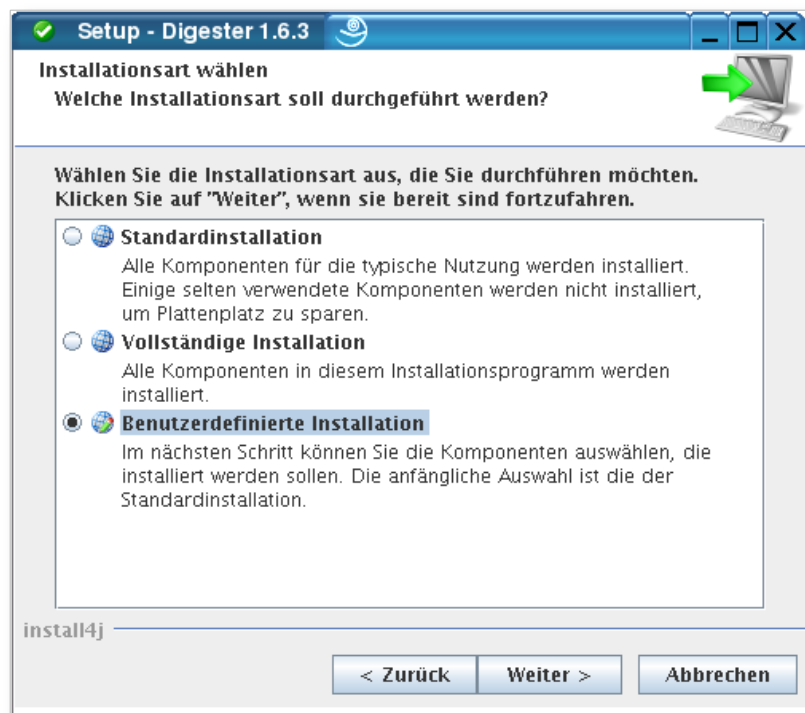 Setup - Digester 1.6.3
Installationsart wählen
Welche Installationsart soll durchgeführt werden?
Wählen Sie die Installationsart aus, die Sie durchführen möchten.
Klicken Sie auf "Weiter", wenn sie bereit sind fortzufahren.
Standardinstallation
Alle Komponenten für die typische Nutzung werden installiert.
Einige selten verwendete Komponenten werden nicht installiert,
um Plattenplatz zu sparen.
Vollständige Installation
Alle Komponenten in diesem Installationsprogramm werden
installiert.
Benutzerdefinierte Installation
Im nächsten Schritt können Sie die Komponenten auswählen, die
installiert werden sollen. Die anfängliche Auswahl ist die der
Standardinstallation.
install4j
< Zurück Weiter > Abbrechen